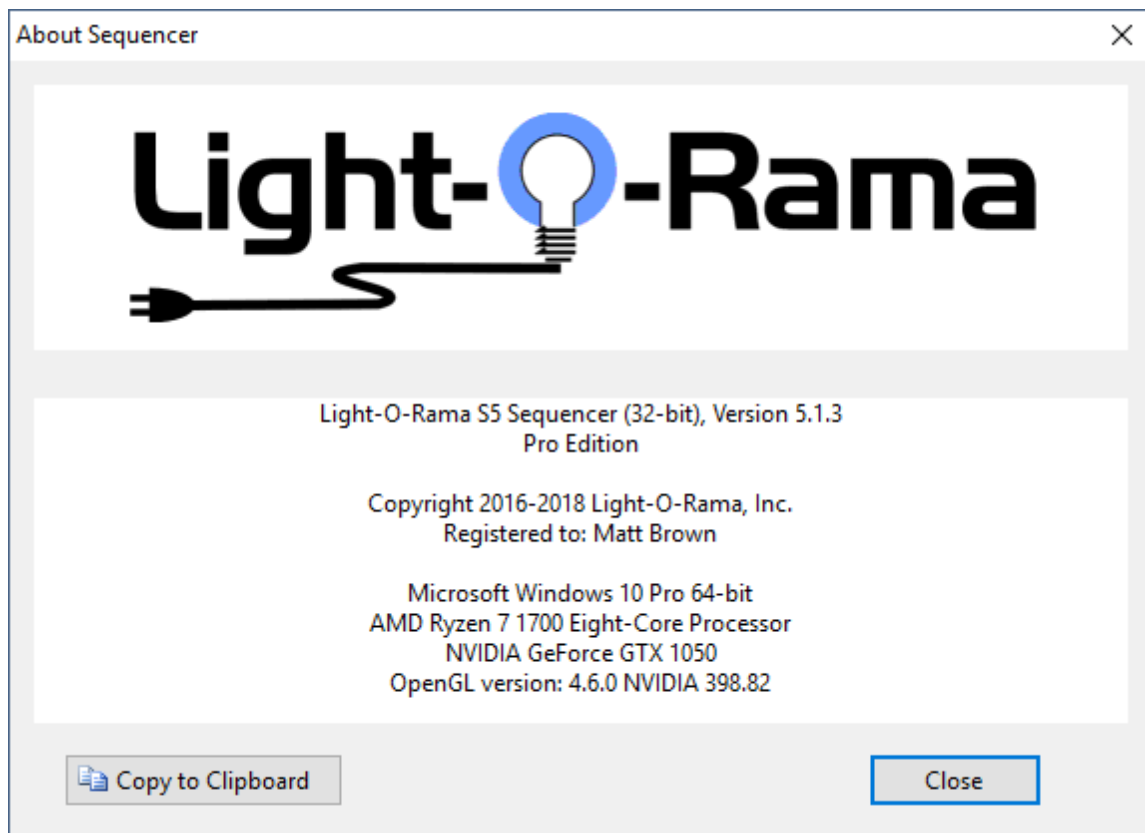 About Sequencer
Light-O-Rama
Light-O-Rama S5 Sequencer (32-bit), Version 5.1.3
Pro Edition
Copyright 2016-2018 Light-O-Rama, Inc.
Registered to: Matt Brown
Microsoft Windows 10 Pro 64-bit
AMD Ryzen 7 1700 Eight-Core Processor
NVIDIA GeForce GTX 1050
OpenGL version: 4.6.0 NVIDIA 398.82
Copy to Clipboard
Close